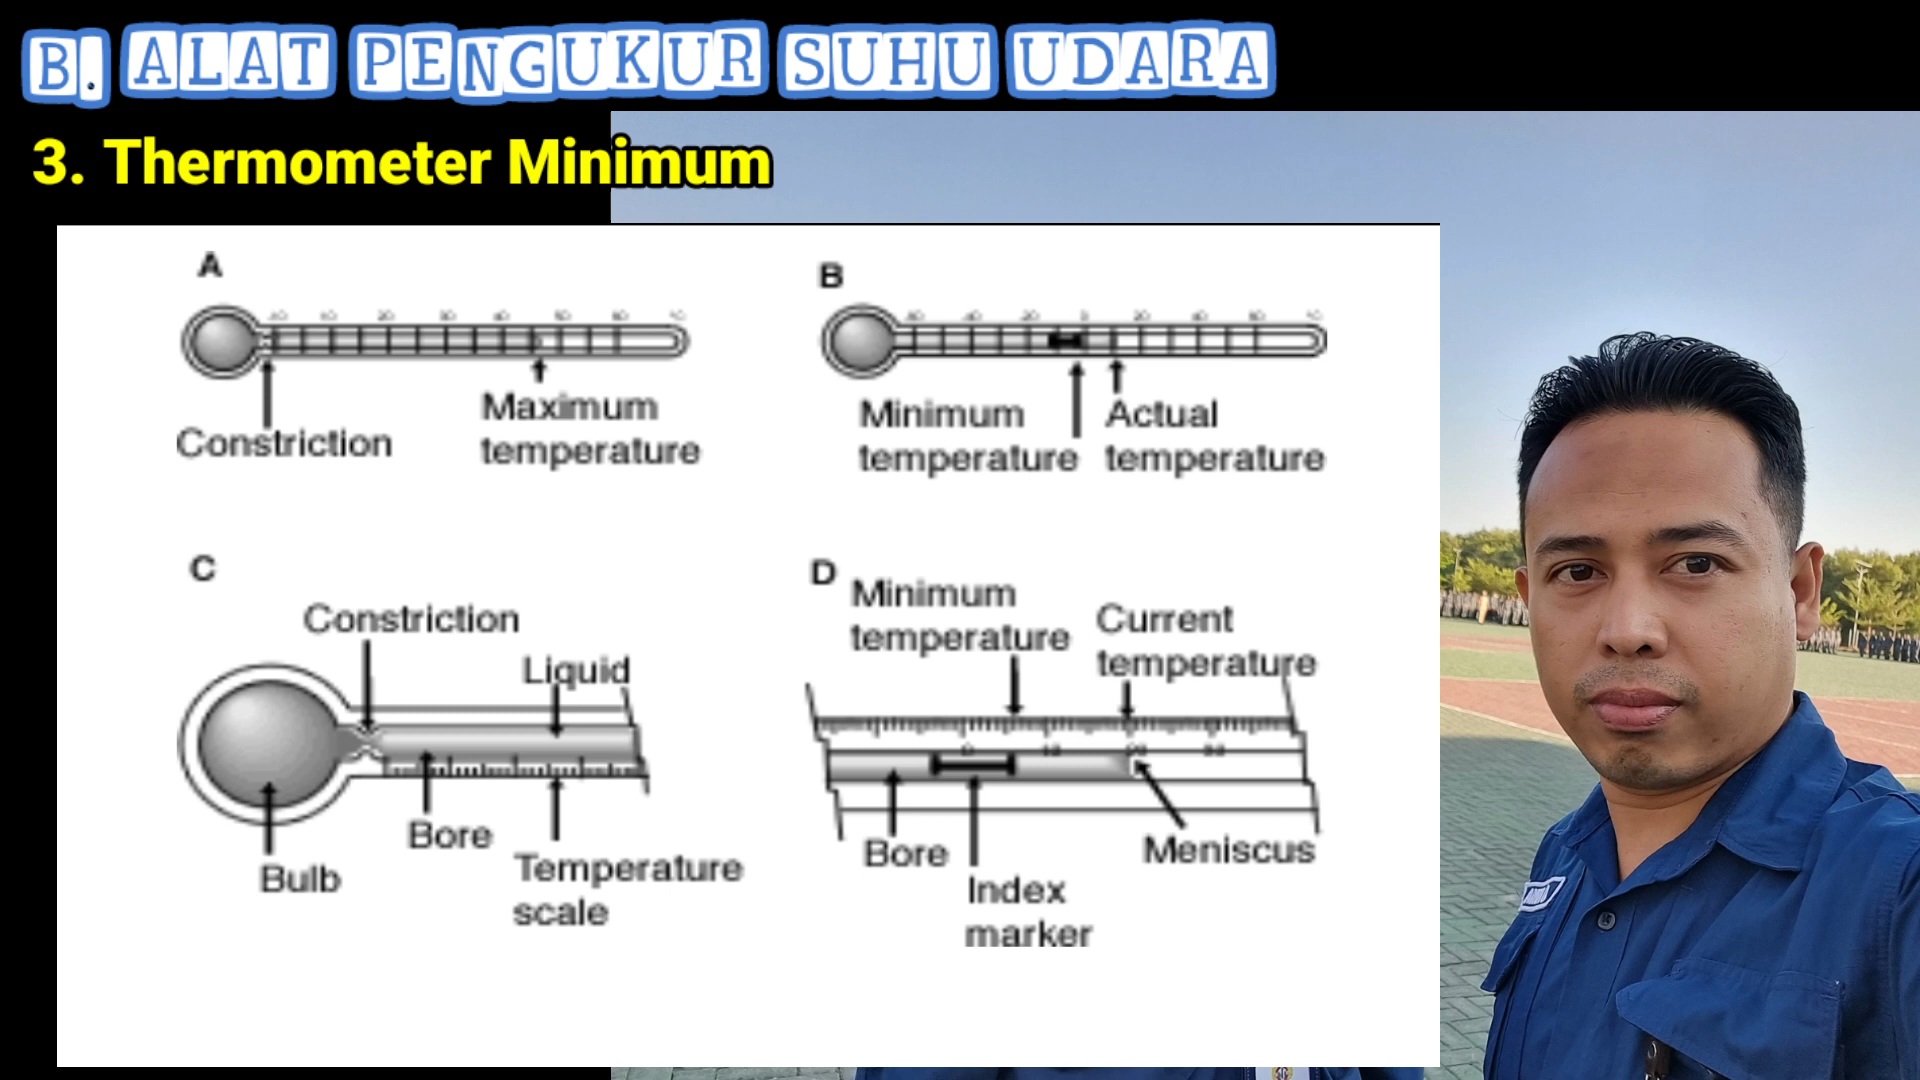 B. ALAT PENGUKUR SUHU UDARA
3. Thermometer Minimum
A
Constriction
Maximum
temperature
B
Minimum
temperature
Actual
temperature
C
Constriction
Liquid
Bore
Bulb
Temperature
scale
D
Minimum
temperature
Current
temperature
Bore
Index
marker
Meniscus